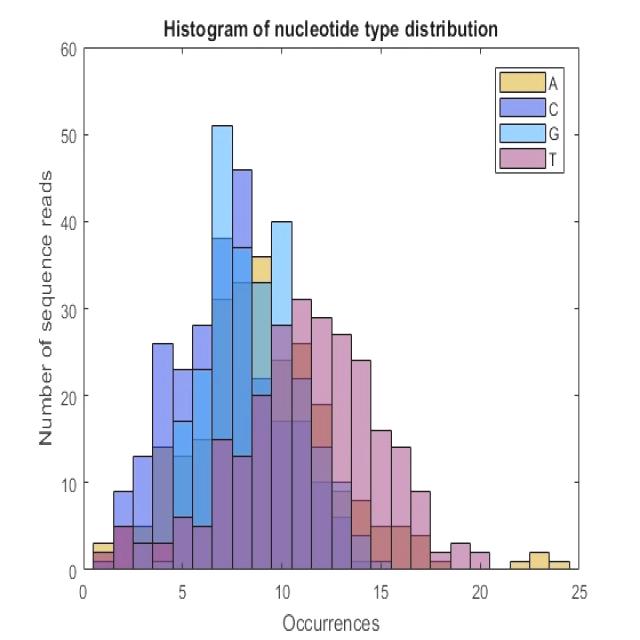 Histogram of nucleotide type distribution
60
50
40
30
20
10
0
Number of sequence reads
A
C
G
T
0 5 10 15 20 25
Occurrences